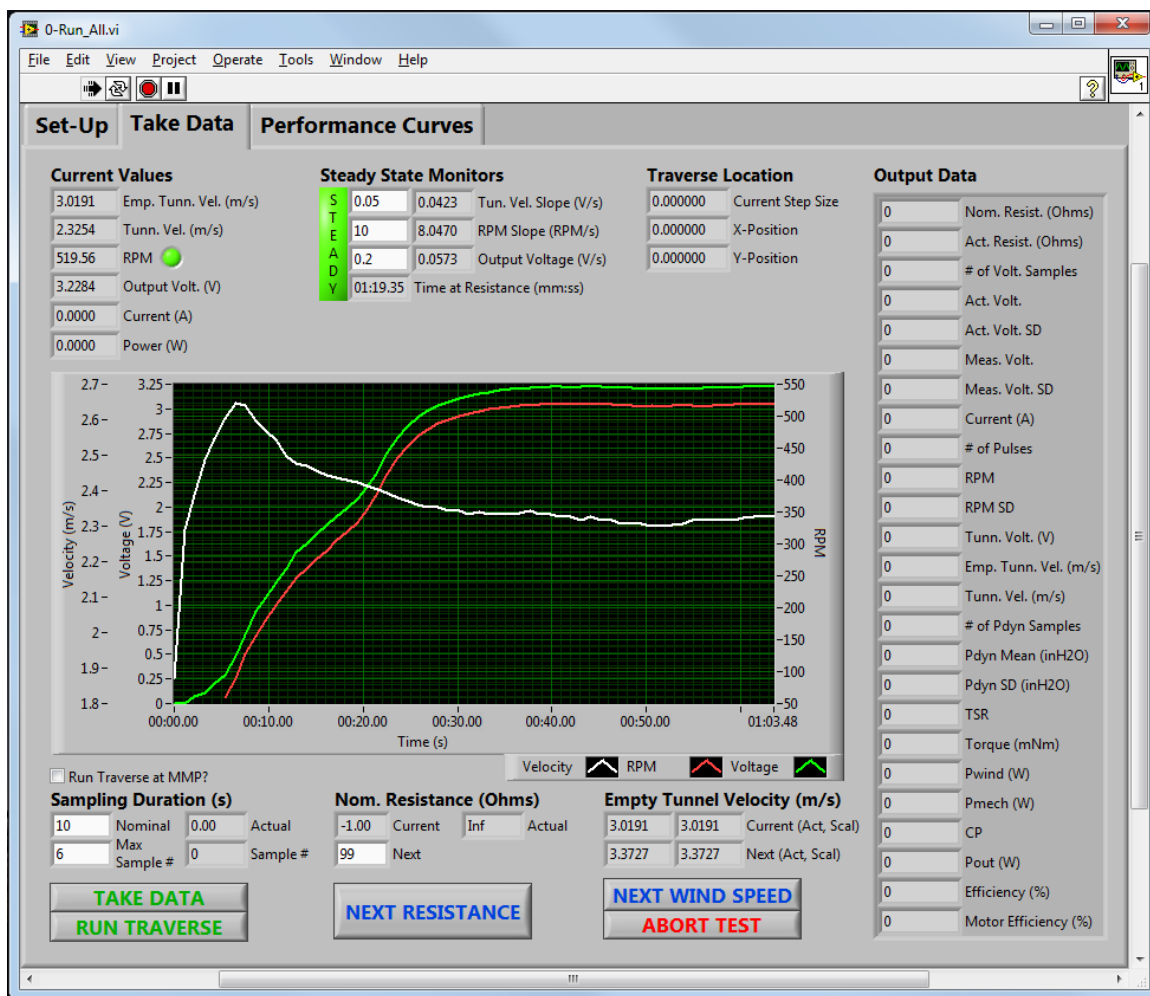 0-Run_All.vi
File Edit View Project Operate Tools Window Help
1
Set-Up Take Data Performance Curves
Current Values
3.0191 Emp. Tunn. Vel. (m/s)
2.3254 Tunn. Vel. (m/s)
519.56 RPM
3.2284 Output Volt. (V)
0.0000 Current (A)
0.0000 Power (W)
Steady State Monitors
STEADY
0.05 0.0423 Tun. Vel. Slope (V/s)
10 8.0470 RPM Slope (RPM/s)
0.2 0.0573 Output Voltage (V/s)
01:19.35 Time at Resistance (mm:ss)
Traverse Location
0.000000 Current Step Size
0.000000 X-Position
0.000000 Y-Position
Output Data
0 Nom. Resist. (Ohms)
0 Act. Resist. (Ohms)
0 # of Volt. Samples
0 Act. Volt.
0 Act. Volt. SD
0 Meas. Volt.
0 Meas. Volt. SD
0 Current (A)
0 # of Pulses
0 RPM
0 RPM SD
0 Tunn. Volt. (V)
0 Emp. Tunn. Vel. (m/s)
0 Tunn. Vel. (m/s)
0 # of Pdyn Samples
0 Pdyn Mean (inH2O)
0 Pdyn SD (inH2O)
0 TSR
0 Torque (mNm)
0 Pwind (W)
0 Pmech (W)
0 CP
0 Pout (W)
0 Efficiency (%)
0 Motor Efficiency (%)
Velocity (m/s)
2.7
2.6
2.5
2.4
2.3
2.2
2.1
2
1.9
1.8
Voltage (V)
3.25
3
2.75
2.5
2.25
2
1.75
1.5
1.25
1
0.75
0.5
0.25
0
550
500
450
400
350
300
250
200
150
100
50
RPM
00:00.00 00:10.00 00:20.00 00:30.00 00:40.00 00:50.00 01:03.48
Time (s)
Velocity RPM Voltage
Run Traverse at MMP?
Sampling Duration (s)
10 Nominal 0.00 Actual
6 Max Sample # 0 Sample #
TAKE DATA
RUN TRAVERSE
Nom. Resistance (Ohms)
-1.00 Current Inf Actual
99 Next
NEXT RESISTANCE
Empty Tunnel Velocity (m/s)
3.0191 3.0191 Current (Act, Scal)
3.3727 3.3727 Next (Act, Scal)
NEXT WIND SPEED
ABORT TEST